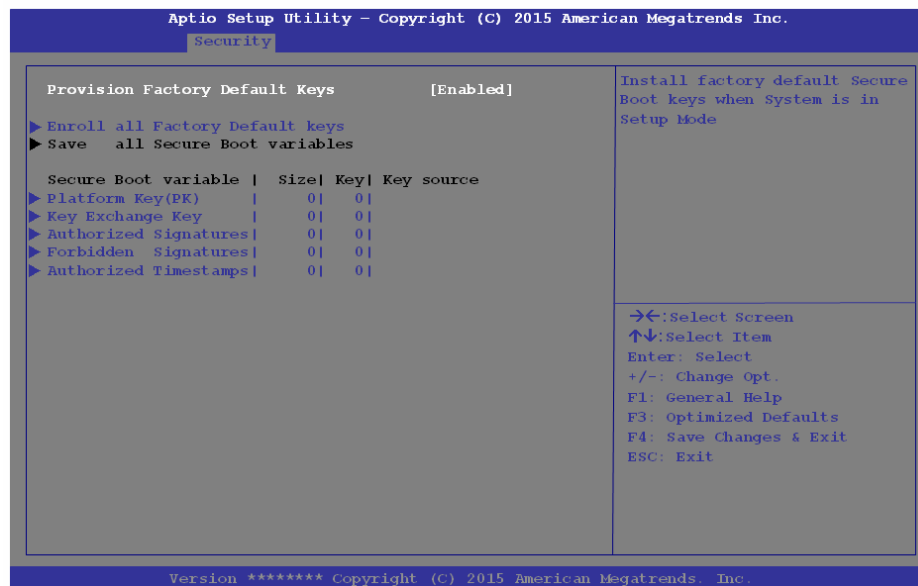 Aptio Setup Utility – Copyright (C) 2015 American Megatrends Inc.
Security
Provision Factory Default Keys [Enabled]
▶ Enroll all Factory Default keys
▶ Save all Secure Boot variables
Secure Boot variable | Size| Key| Key source
▶ Platform Key(PK) | 0| 0|
▶ Key Exchange Key | 0| 0|
▶ Authorized Signatures| 0| 0|
▶ Forbidden Signatures| 0| 0|
▶ Authorized Timestamps| 0| 0|
Install factory default Secure
Boot keys when System is in
Setup Mode
→←:Select Screen
↑↓:Select Item
Enter: Select
+/-: Change Opt.
F1: General Help
F3: Optimized Defaults
F4: Save Changes & Exit
ESC: Exit
Version ******** Copyright (C) 2015 American Megatrends. Inc.